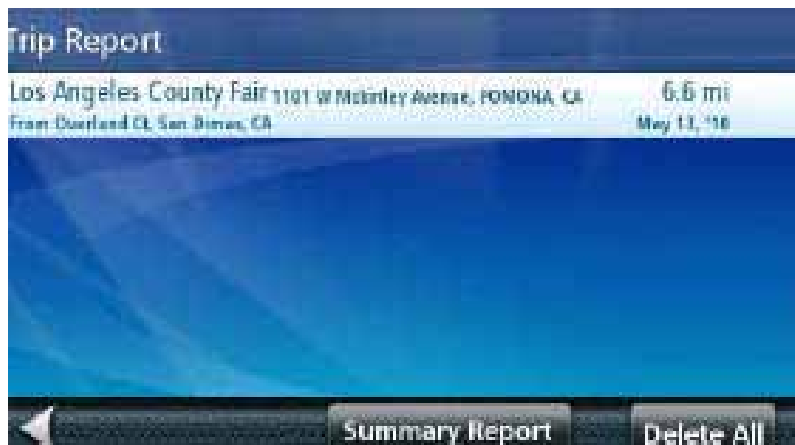 Trip Report
Los Angeles County Fair 1101 W McKinley Avenue, POMONA, CA 6.6 mi
From Overland Ct, San Dimas, CA May 13, '10
Summary Report Delete All